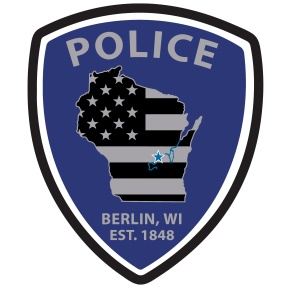 POLICE
BERLIN, WI
EST. 1848